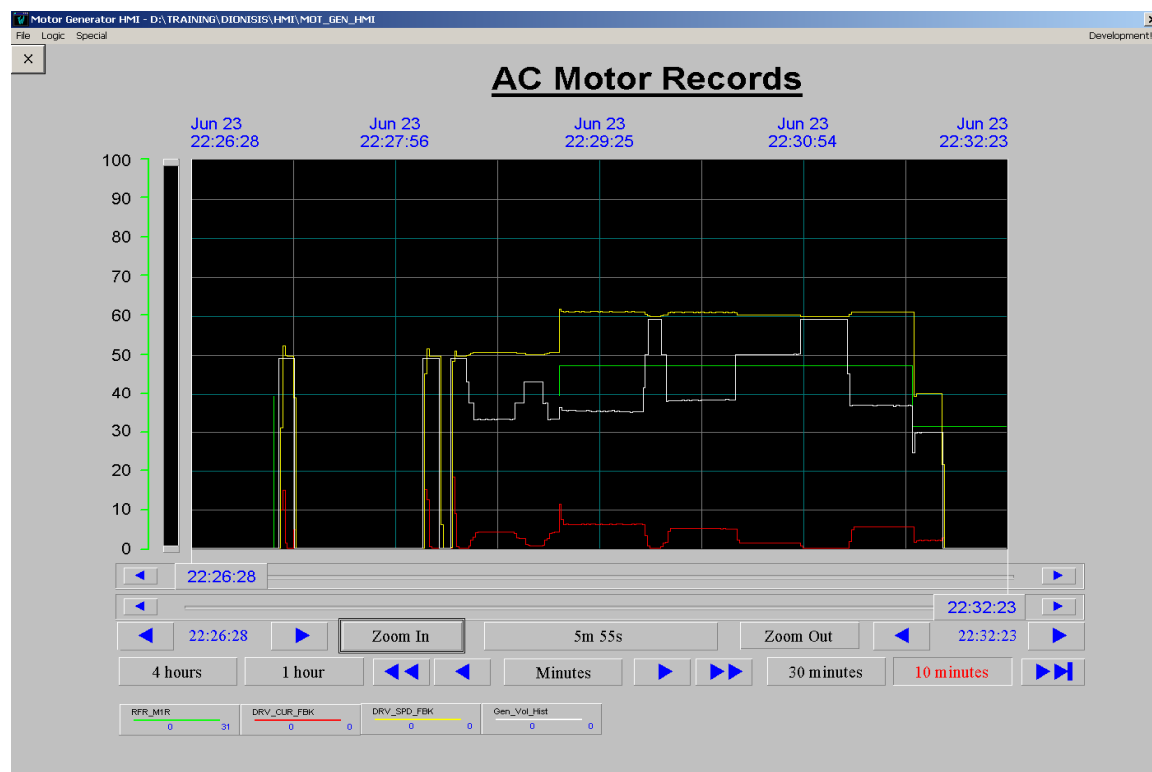 Motor Generator HMI - D:\TRAINING\DIONISIS\HMI\MOT_GEN_HMI
File Logic Special Development!
AC Motor Records
Jun 23 Jun 23 Jun 23 Jun 23 Jun 23
22:26:28 22:27:56 22:29:25 22:30:54 22:32:23
100
90
80
70
60
50
40
30
20
10
0
22:26:28
22:32:23
22:26:28 Zoom In 5m 55s Zoom Out 22:32:23
4 hours 1 hour Minutes 30 minutes 10 minutes
RFR_M1R DRV_CUR_FBK DRV_SPD_FBK Gen_Vol_Hist
0 31 0 0 0 0 0 0